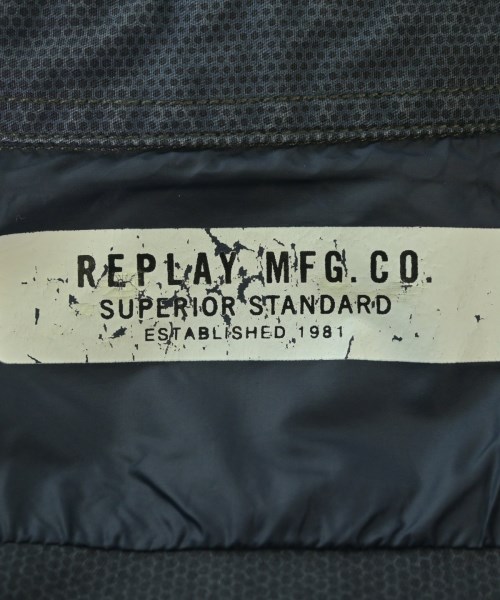 REPLAY MFG. CO.
SUPERIOR STANDARD
ESTABLISHED 1981